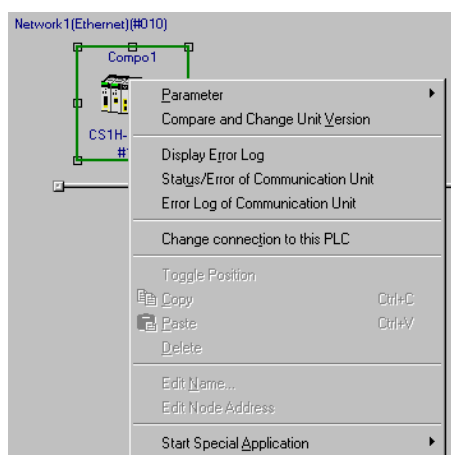 Network1(Ethernet)(#010)
Compo1
CS1H-
#
Parameter
Compare and Change Unit Version
Display Error Log
Status/Error of Communication Unit
Error Log of Communication Unit
Change connection to this PLC
Toggle Position
Copy Ctrl+C
Paste Ctrl+V
Delete
Edit Name...
Edit Node Address
Start Special Application